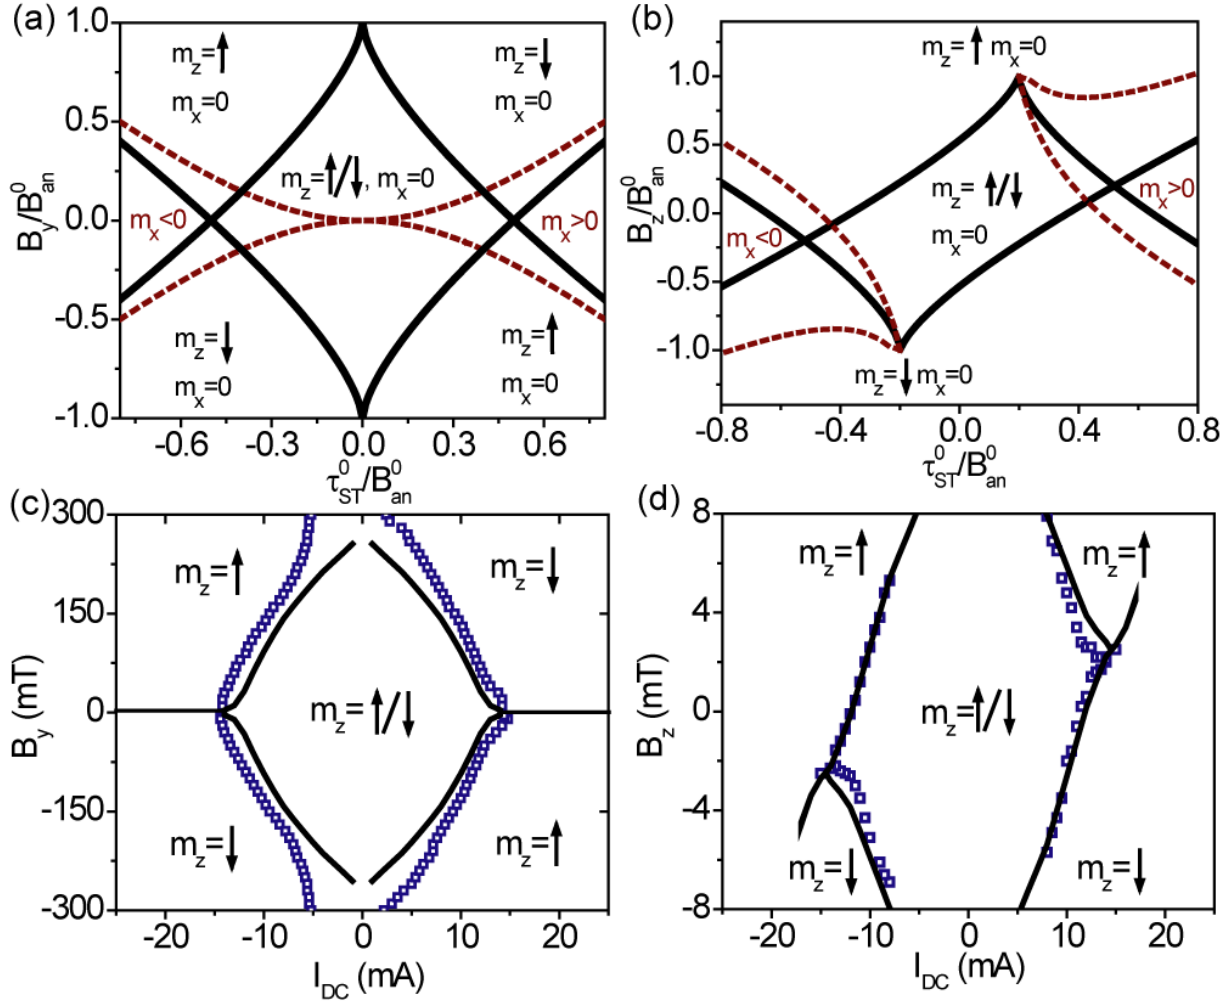 (a)
1.0
0.5
0.0
-0.5
-1.0
B_y/B^0_an
m_z=↑
m_x=0
m_z=↓
m_x=0
m_z=↑/↓, m_x=0
m_x<0
m_x>0
m_z=↓
m_x=0
m_z=↑
m_x=0
-0.6 -0.3 0.0 0.3 0.6
τ^0_ST/B^0_an
(b)
1.0
0.5
0.0
-0.5
-1.0
B_z/B^0_an
m_z=↑ m_x=0
m_z=↑/↓
m_x=0
m_x<0
m_x>0
m_z=↓ m_x=0
-0.8 -0.4 0.0 0.4 0.8
τ^0_ST/B^0_an
(c)
300
150
0
-150
-300
B_y (mT)
m_z=↑
m_z=↓
m_z=↑/↓
m_z=↓
m_z=↑
-20 -10 0 10 20
I_DC (mA)
(d)
8
4
0
-4
-8
B_z (mT)
m_z=↑
m_z=↑
m_z=↑/↓
m_z=↓
m_z=↓
-20 -10 0 10 20
I_DC (mA)